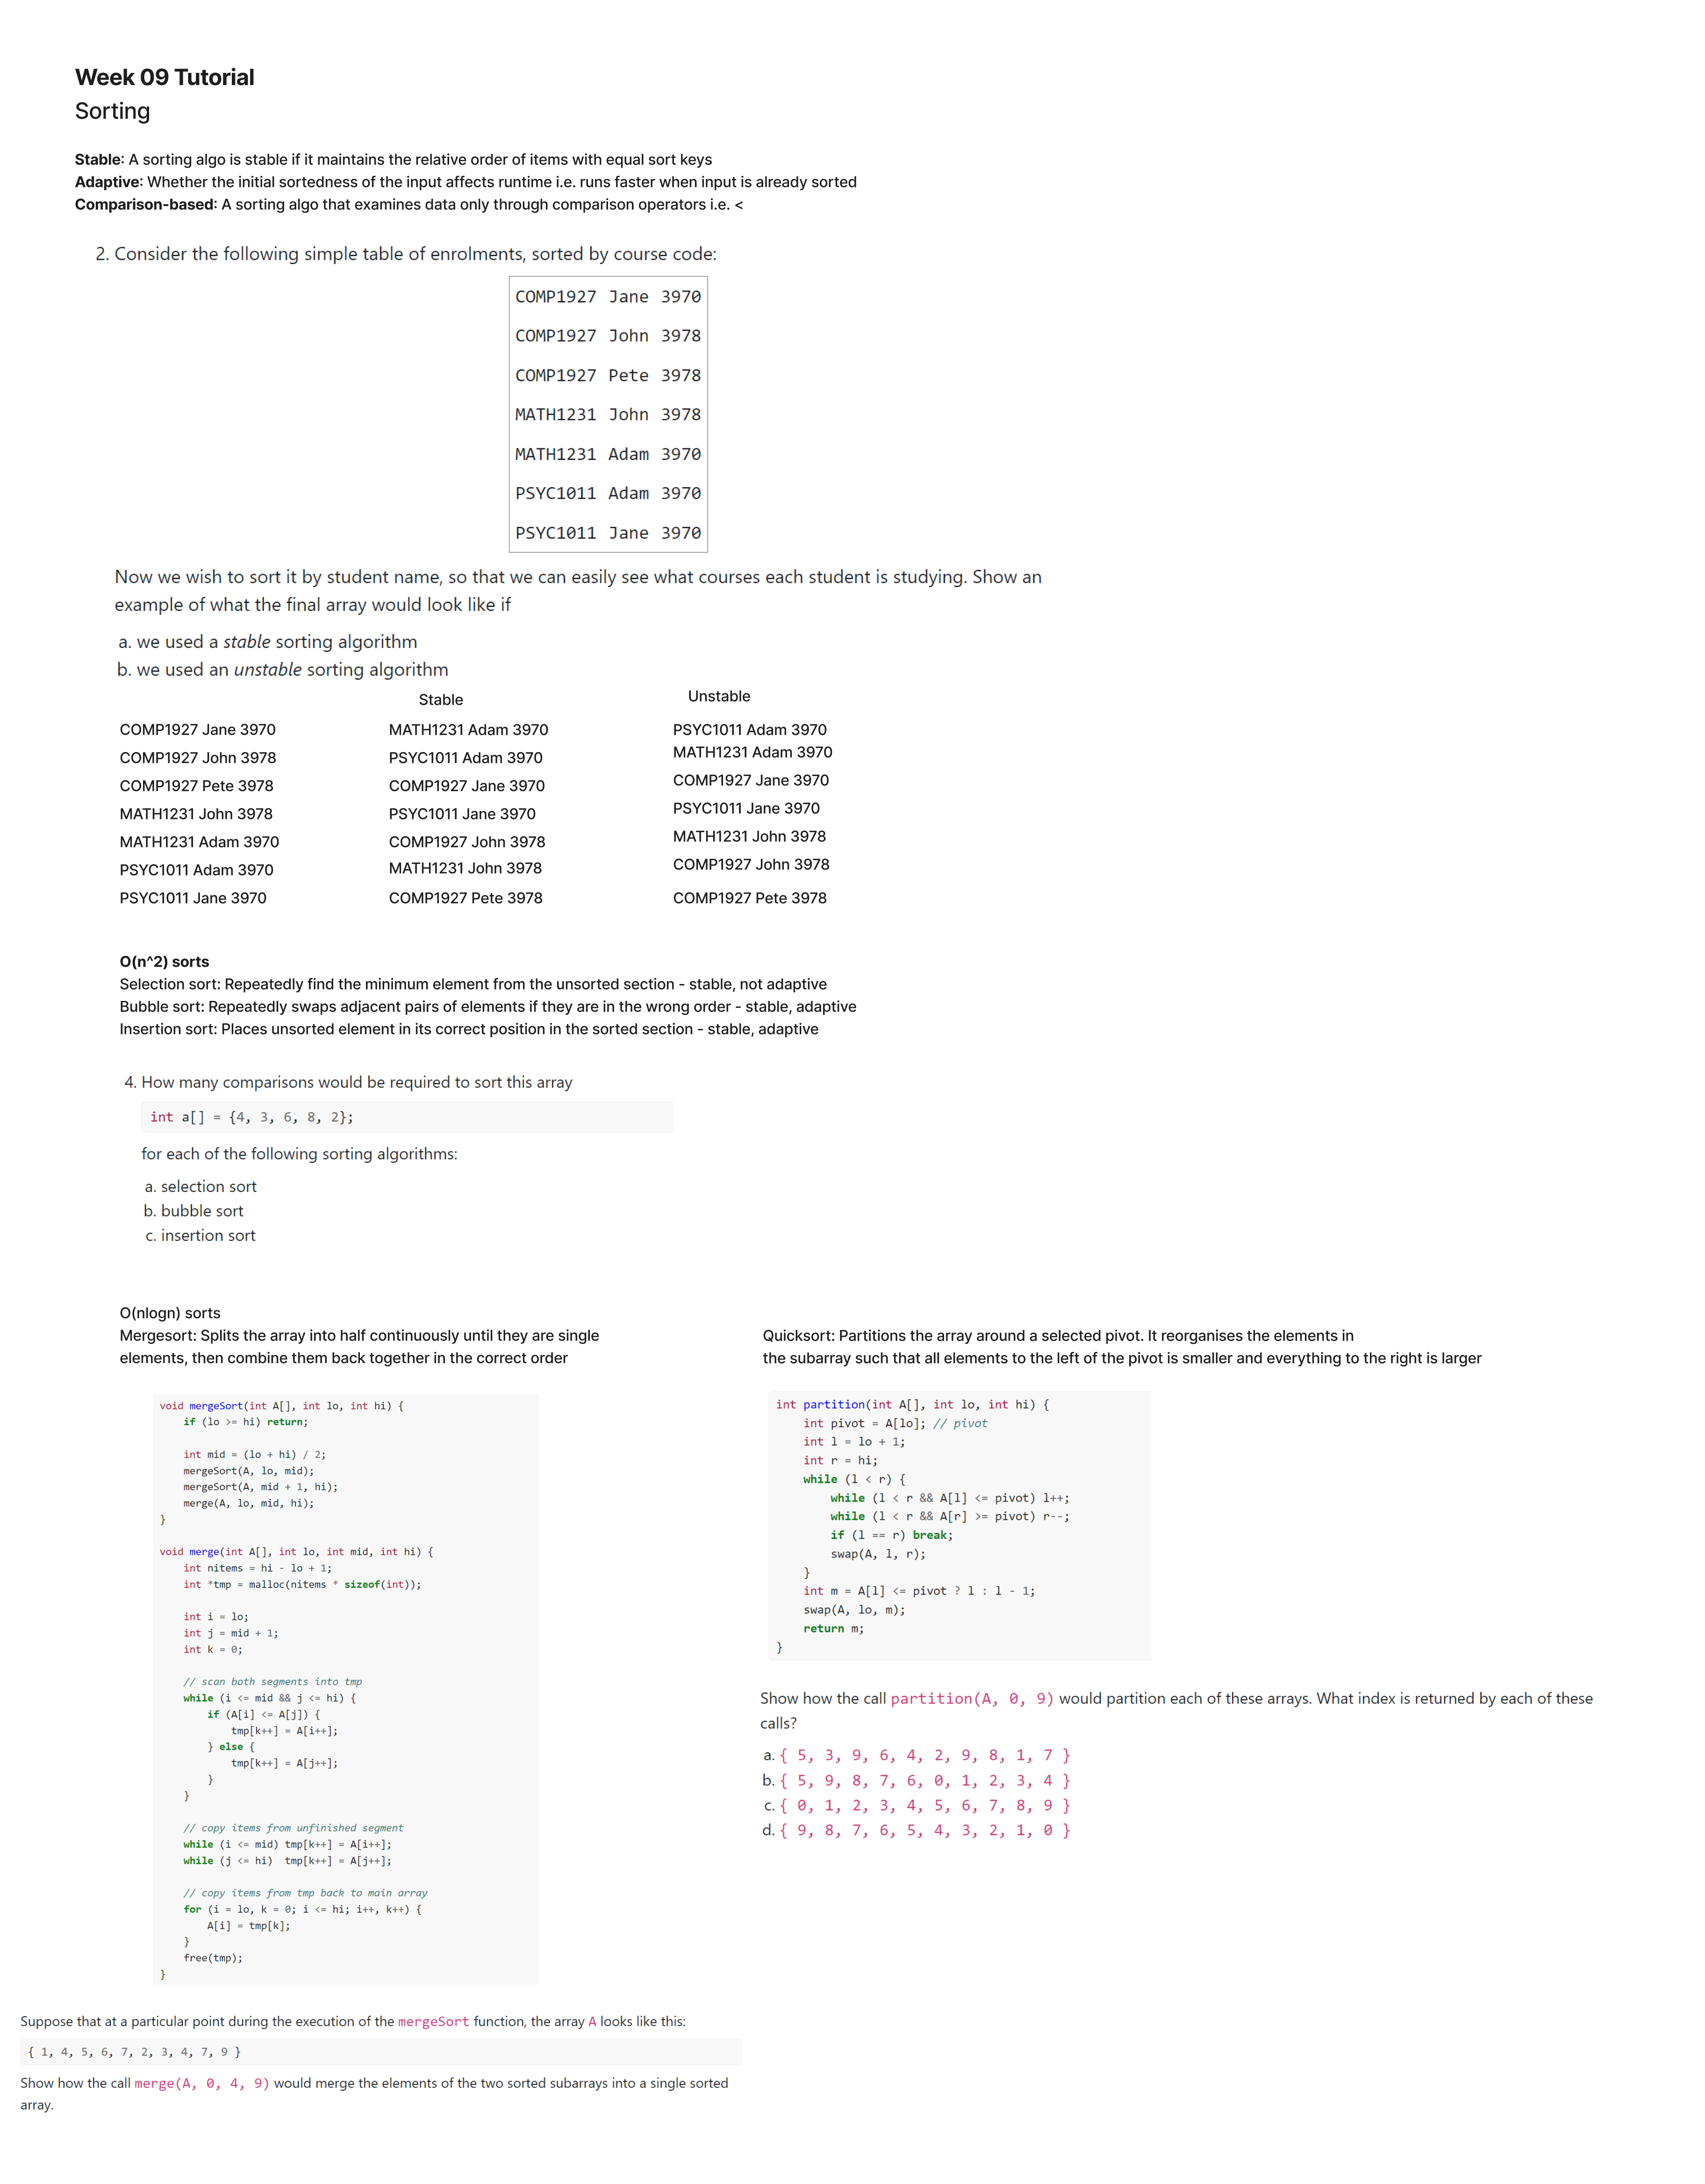 Week 09 Tutorial
Sorting
Stable: A sorting algo is stable if it maintains the relative order of items with equal sort keys
Adaptive: Whether the initial sortedness of the input affects runtime i.e. runs faster when input is already sorted
Comparison-based: A sorting algo that examines data only through comparison operators i.e. <
2. Consider the following simple table of enrolments, sorted by course code:
COMP1927 Jane 3970
COMP1927 John 3978
COMP1927 Pete 3978
MATH1231 John 3978
MATH1231 Adam 3970
PSYC1011 Adam 3970
PSYC1011 Jane 3970
Now we wish to sort it by student name, so that we can easily see what courses each student is studying. Show an
example of what the final array would look like if
a. we used a stable sorting algorithm
b. we used an unstable sorting algorithm
COMP1927 Jane 3970
COMP1927 John 3978
COMP1927 Pete 3978
MATH1231 John 3978
MATH1231 Adam 3970
PSYC1011 Adam 3970
PSYC1011 Jane 3970
Stable
MATH1231 Adam 3970
PSYC1011 Adam 3970
COMP1927 Jane 3970
PSYC1011 Jane 3970
COMP1927 John 3978
MATH1231 John 3978
COMP1927 Pete 3978
Unstable
PSYC1011 Adam 3970
MATH1231 Adam 3970
COMP1927 Jane 3970
PSYC1011 Jane 3970
MATH1231 John 3978
COMP1927 John 3978
COMP1927 Pete 3978
O(n^2) sorts
Selection sort: Repeatedly find the minimum element from the unsorted section - stable, not adaptive
Bubble sort: Repeatedly swaps adjacent pairs of elements if they are in the wrong order - stable, adaptive
Insertion sort: Places unsorted element in its correct position in the sorted section - stable, adaptive
4. How many comparisons would be required to sort this array
int a[] = {4, 3, 6, 8, 2};
for each of the following sorting algorithms:
a. selection sort
b. bubble sort
c. insertion sort
O(nlogn) sorts
Mergesort: Splits the array into half continuously until they are single
elements, then combine them back together in the correct order
void mergeSort(int A[], int lo, int hi) {
if (lo >= hi) return;
int mid = (lo + hi) / 2;
mergeSort(A, lo, mid);
mergeSort(A, mid + 1, hi);
merge(A, lo, mid, hi);
}
void merge(int A[], int lo, int mid, int hi) {
int nitems = hi - lo + 1;
int *tmp = malloc(nitems * sizeof(int));
int i = lo;
int j = mid + 1;
int k = 0;
// scan both segments into tmp
while (i <= mid && j <= hi) {
if (A[i] <= A[j]) {
tmp[k++] = A[i++];
} else {
tmp[k++] = A[j++];
}
}
// copy items from unfinished segment
while (i <= mid) tmp[k++] = A[i++];
while (j <= hi) tmp[k++] = A[j++];
// copy items from tmp back to main array
for (i = lo, k = 0; i <= hi; i++, k++) {
A[i] = tmp[k];
}
free(tmp);
}
Suppose that at a particular point during the execution of the mergeSort function, the array A looks like this:
{ 1, 4, 5, 6, 7, 2, 3, 4, 7, 9 }
Show how the call merge(A, 0, 4, 9) would merge the elements of the two sorted subarrays into a single sorted
array.
Quicksort: Partitions the array around a selected pivot. It reorganises the elements in
the subarray such that all elements to the left of the pivot is smaller and everything to the right is larger
int partition(int A[], int lo, int hi) {
int pivot = A[lo]; // pivot
int l = lo + 1;
int r = hi;
while (l < r) {
while (l < r && A[l] <= pivot) l++;
while (l < r && A[r] >= pivot) r--;
if (l == r) break;
swap(A, l, r);
}
int m = A[l] <= pivot ? l : l - 1;
swap(A, lo, m);
return m;
}
Show how the call partition(A, 0, 9) would partition each of these arrays. What index is returned by each of these
calls?
a. { 5, 3, 9, 6, 4, 2, 9, 8, 1, 7 }
b. { 5, 9, 8, 7, 6, 0, 1, 2, 3, 4 }
c. { 0, 1, 2, 3, 4, 5, 6, 7, 8, 9 }
d. { 9, 8, 7, 6, 5, 4, 3, 2, 1, 0 }